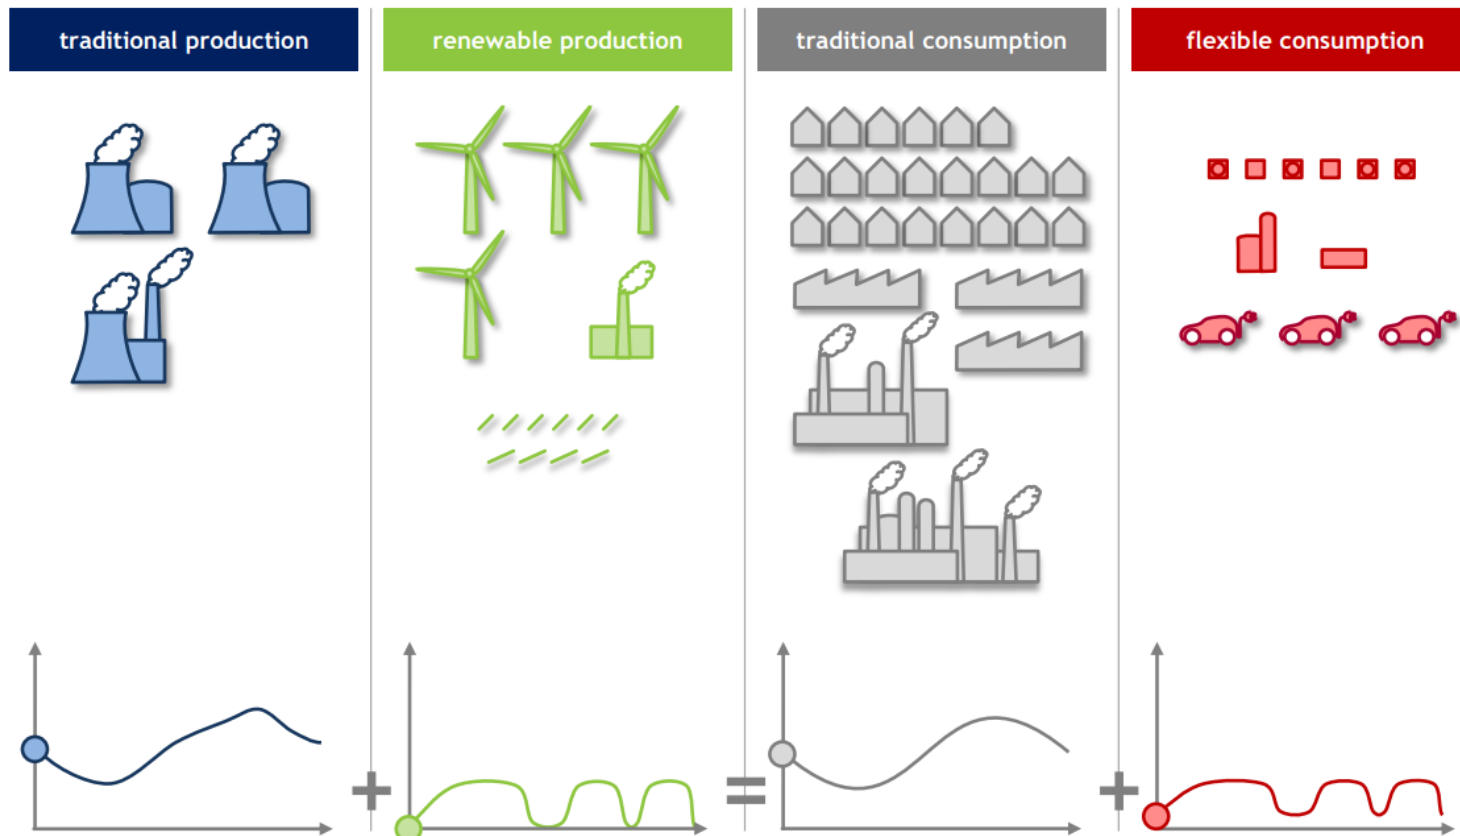 traditional production
renewable production
traditional consumption
flexible consumption
+
=
+